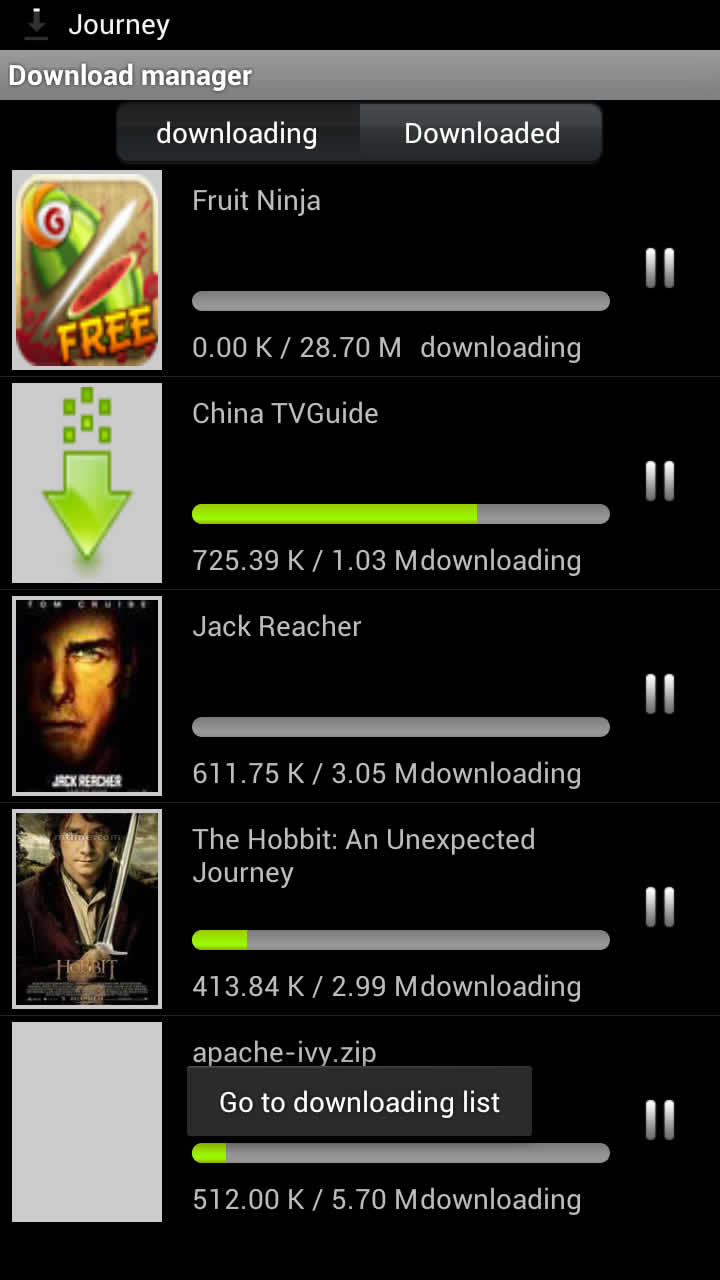 Journey
Download manager
downloading Downloaded
G
FREE
Fruit Ninja
0.00 K / 28.70 M downloading
China TVGuide
725.39 K / 1.03 Mdownloading
TOM CRUISE
JACK REACHER
Jack Reacher
611.75 K / 3.05 Mdownloading
HOBBIT
The Hobbit: An Unexpected
Journey
413.84 K / 2.99 Mdownloading
apache-ivy.zip
Go to downloading list
512.00 K / 5.70 Mdownloading